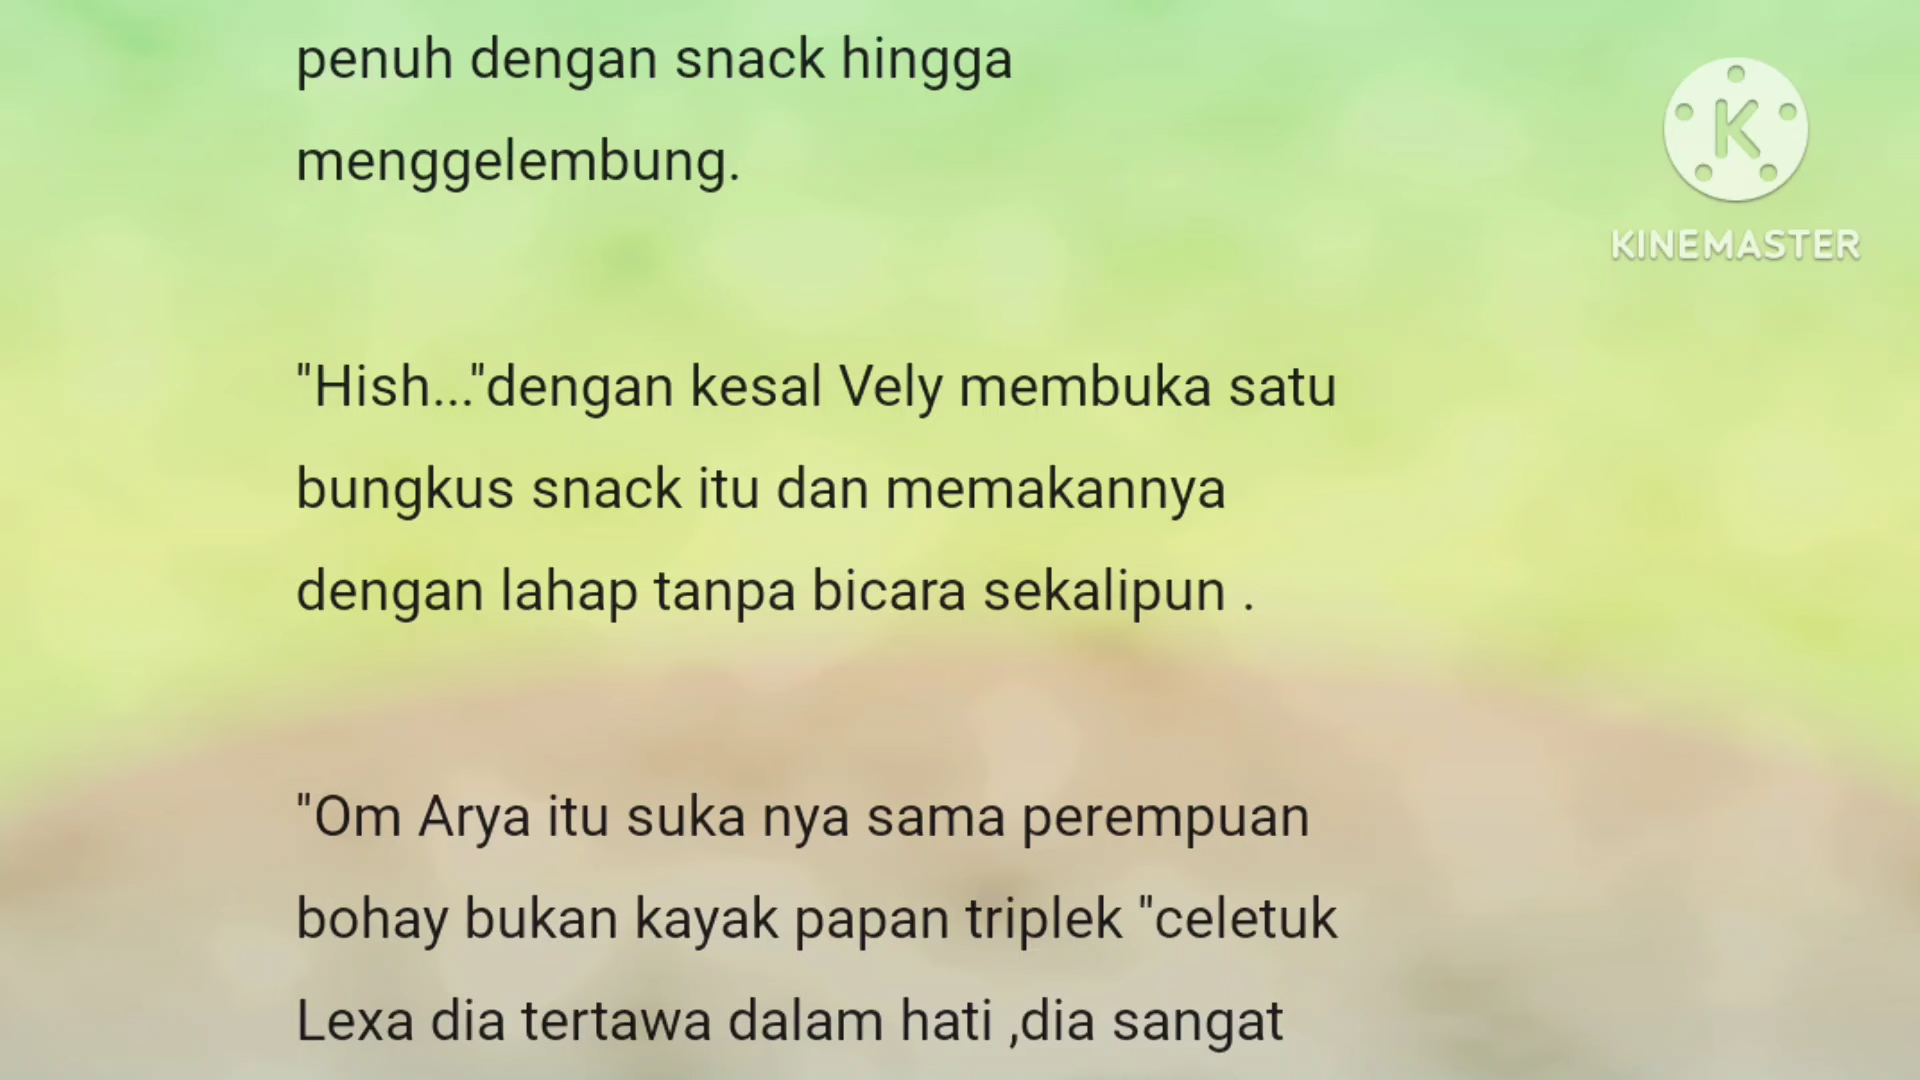 penuh dengan snack hingga
menggelembung.
K
KINEMASTER
"Hish..."dengan kesal Vely membuka satu
bungkus snack itu dan memakannya
dengan lahap tanpa bicara sekalipun .
"Om Arya itu suka nya sama perempuan
bohay bukan kayak papan triplek "celetuk
Lexa dia tertawa dalam hati ,dia sangat